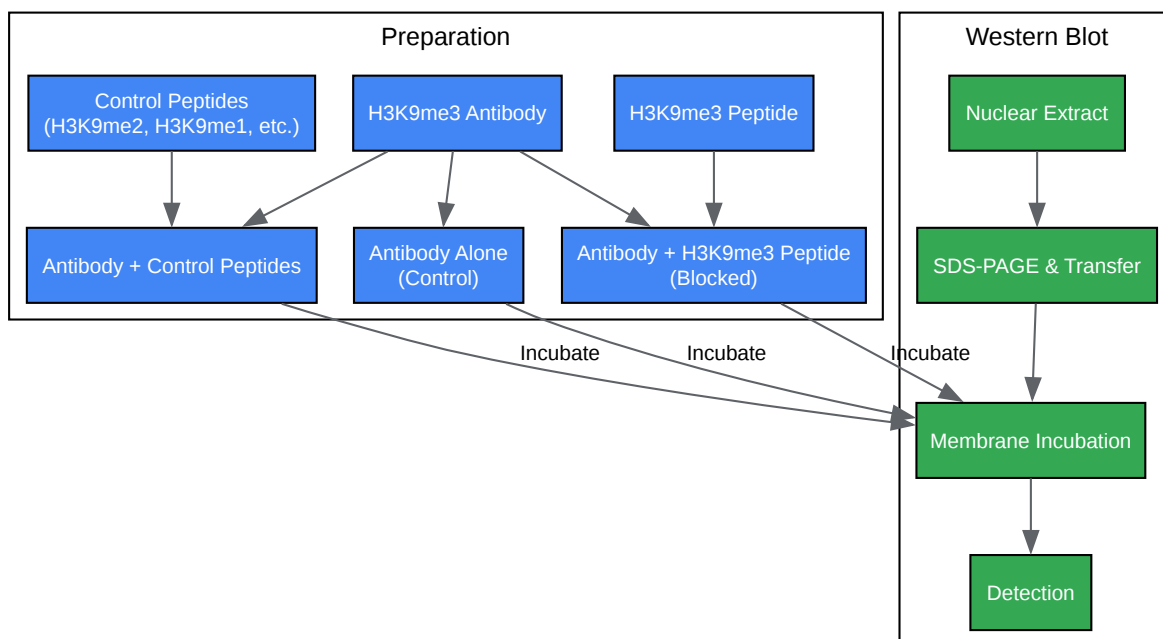 Preparation
Western Blot
Control Peptides
(H3K9me2, H3K9me1, etc.)
H3K9me3 Antibody
H3K9me3 Peptide
Nuclear Extract
Antibody + Control Peptides
Antibody Alone
(Control)
Antibody + H3K9me3 Peptide
(Blocked)
SDS-PAGE & Transfer
Incubate
Incubate
Incubate
Membrane Incubation
Detection